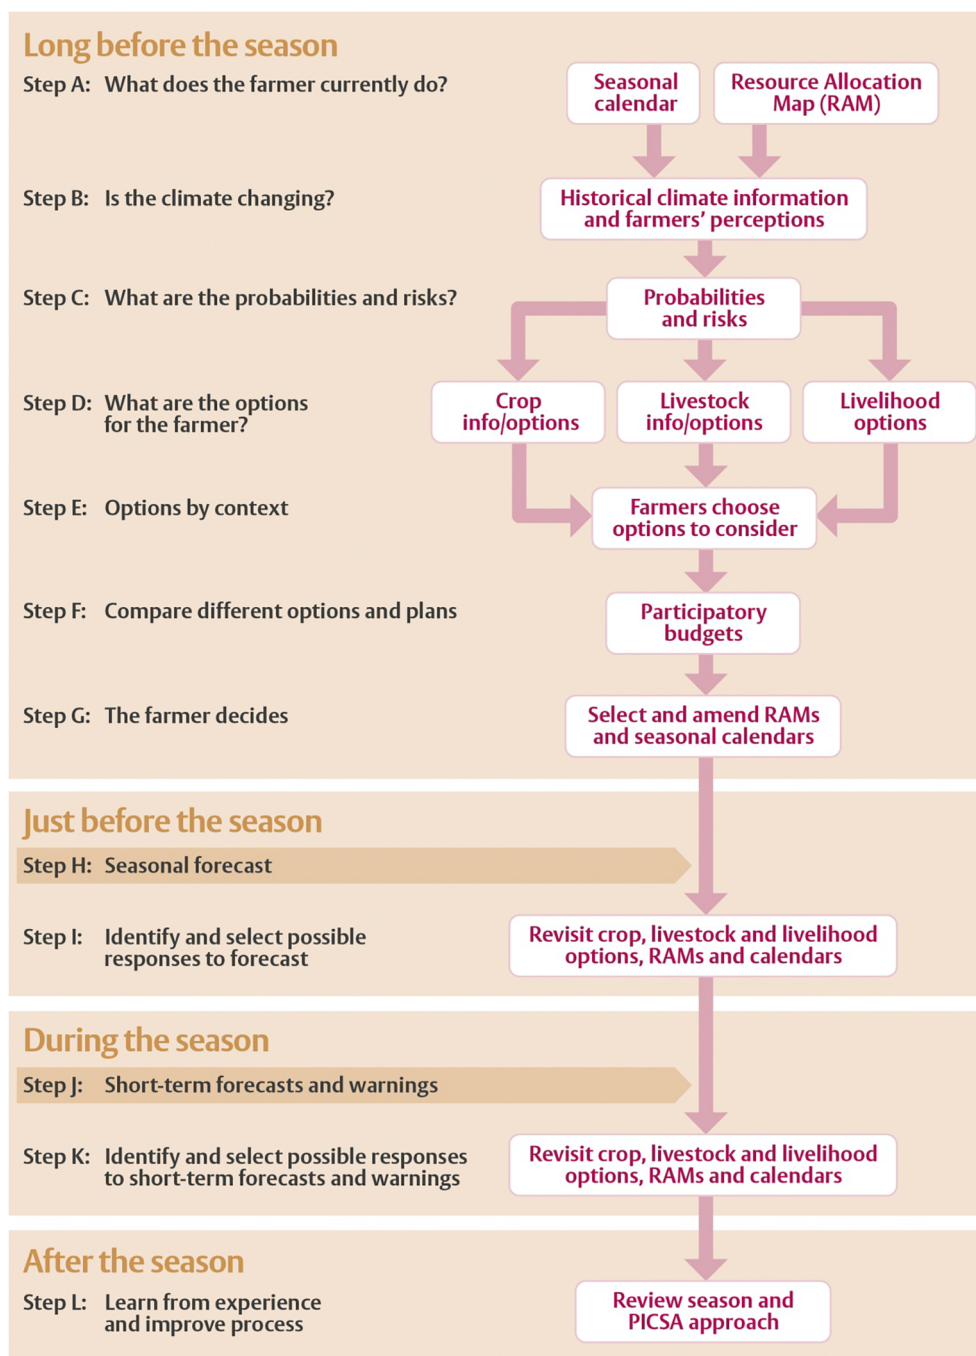 Long before the season
Step A: What does the farmer currently do?
Seasonal
calendar
Resource Allocation
Map (RAM)
Step B: Is the climate changing?
Historical climate information
and farmers’ perceptions
Step C: What are the probabilities and risks?
Probabilities
and risks
Step D: What are the options
for the farmer?
Crop
info/options
Livestock
info/options
Livelihood
options
Step E: Options by context
Farmers choose
options to consider
Step F: Compare different options and plans
Participatory
budgets
Step G: The farmer decides
Select and amend RAMs
and seasonal calendars
Just before the season
Step H: Seasonal forecast
Step I: Identify and select possible
responses to forecast
Revisit crop, livestock and livelihood
options, RAMs and calendars
During the season
Step J: Short-term forecasts and warnings
Step K: Identify and select possible responses
to short-term forecasts and warnings
Revisit crop, livestock and livelihood
options, RAMs and calendars
After the season
Step L: Learn from experience
and improve process
Review season and
PICSA approach